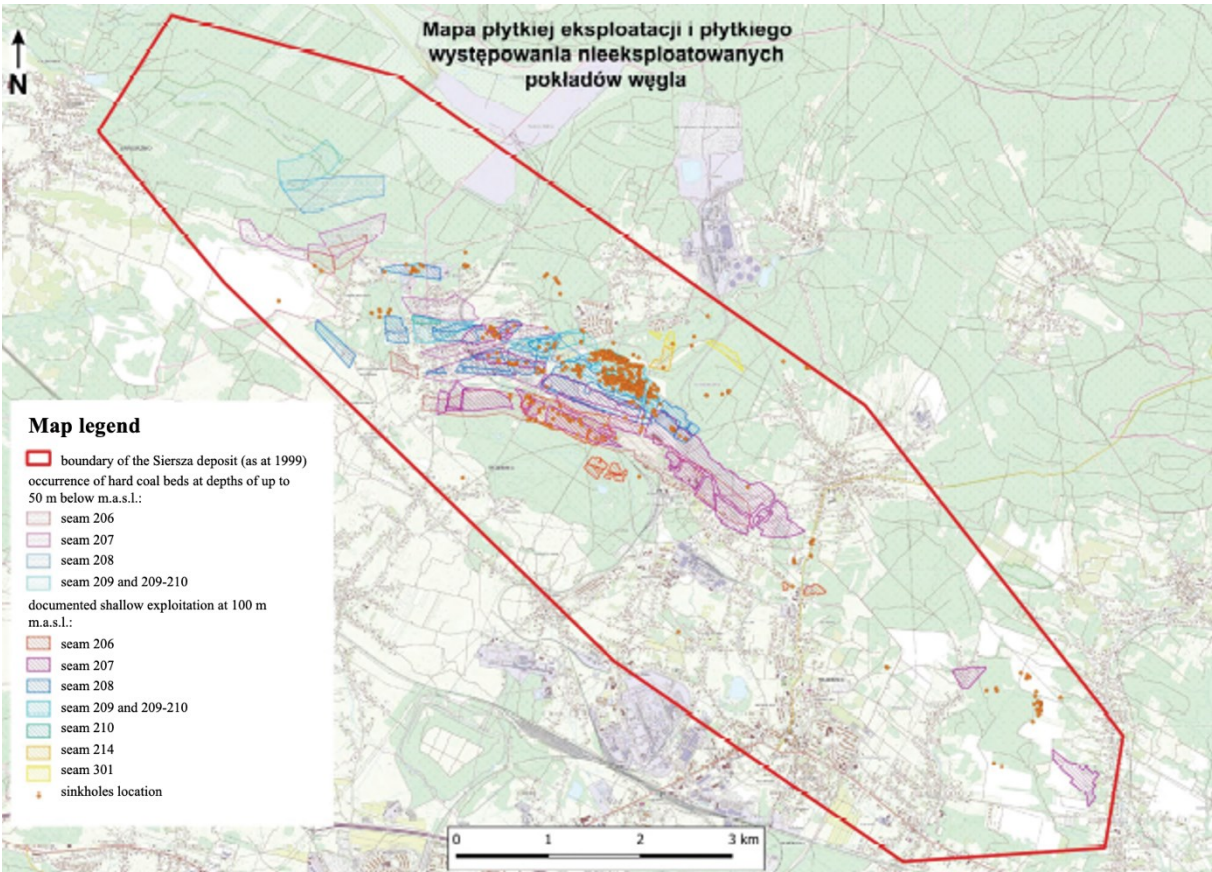 Mapa płytkiej eksploatacji i płytkiego
występowania nieeksploatowanych
pokładów węgla
N
Map legend
boundary of the Siersza deposit (as at 1999)
occurrence of hard coal beds at depths of up to
50 m below m.a.s.l.:
seam 206
seam 207
seam 208
seam 209 and 209-210
documented shallow exploitation at 100 m
m.a.s.l.:
seam 206
seam 207
seam 208
seam 209 and 209-210
seam 210
seam 214
seam 301
sinkholes location
0 1 2 3 km